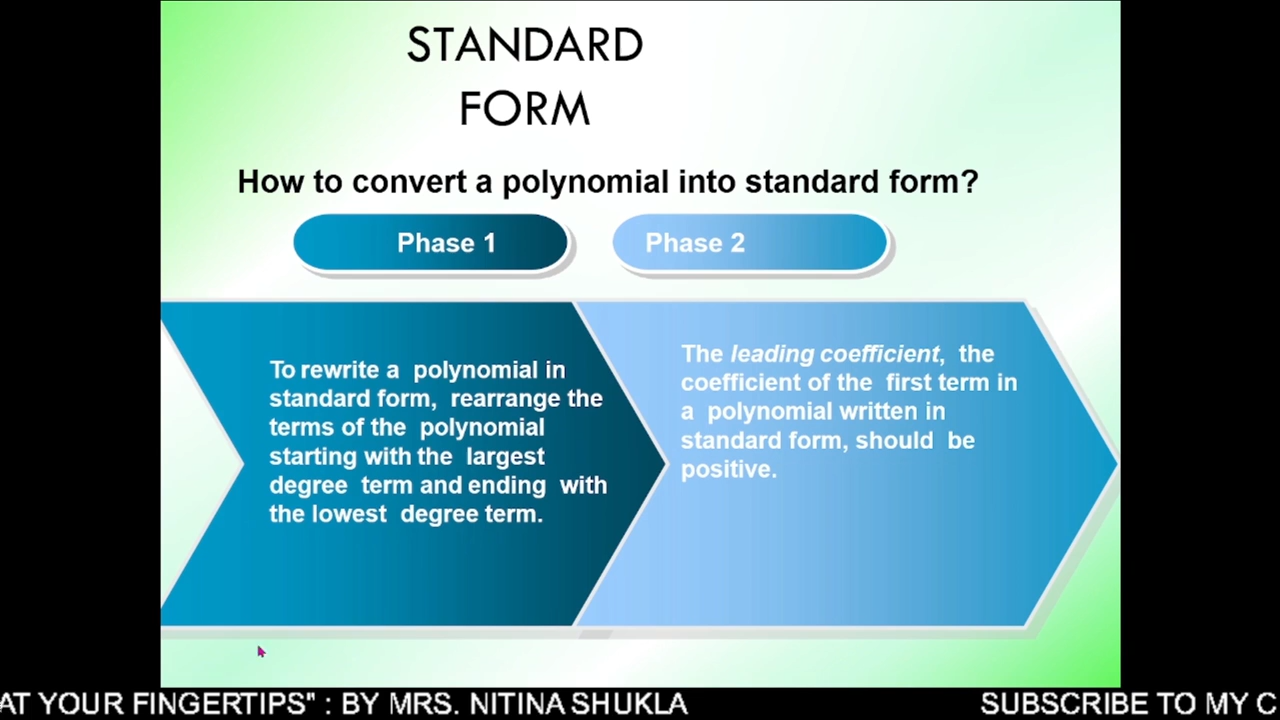 STANDARD
FORM
How to convert a polynomial into standard form?
Phase 1
Phase 2
To rewrite a polynomial in
standard form, rearrange the
terms of the polynomial
starting with the largest
degree term and ending with
the lowest degree term.
The leading coefficient, the
coefficient of the first term in
a polynomial written in
standard form, should be
positive.
AT YOUR FINGERTIPS" : BY MRS. NITINA SHUKLA
SUBSCRIBE TO MY C